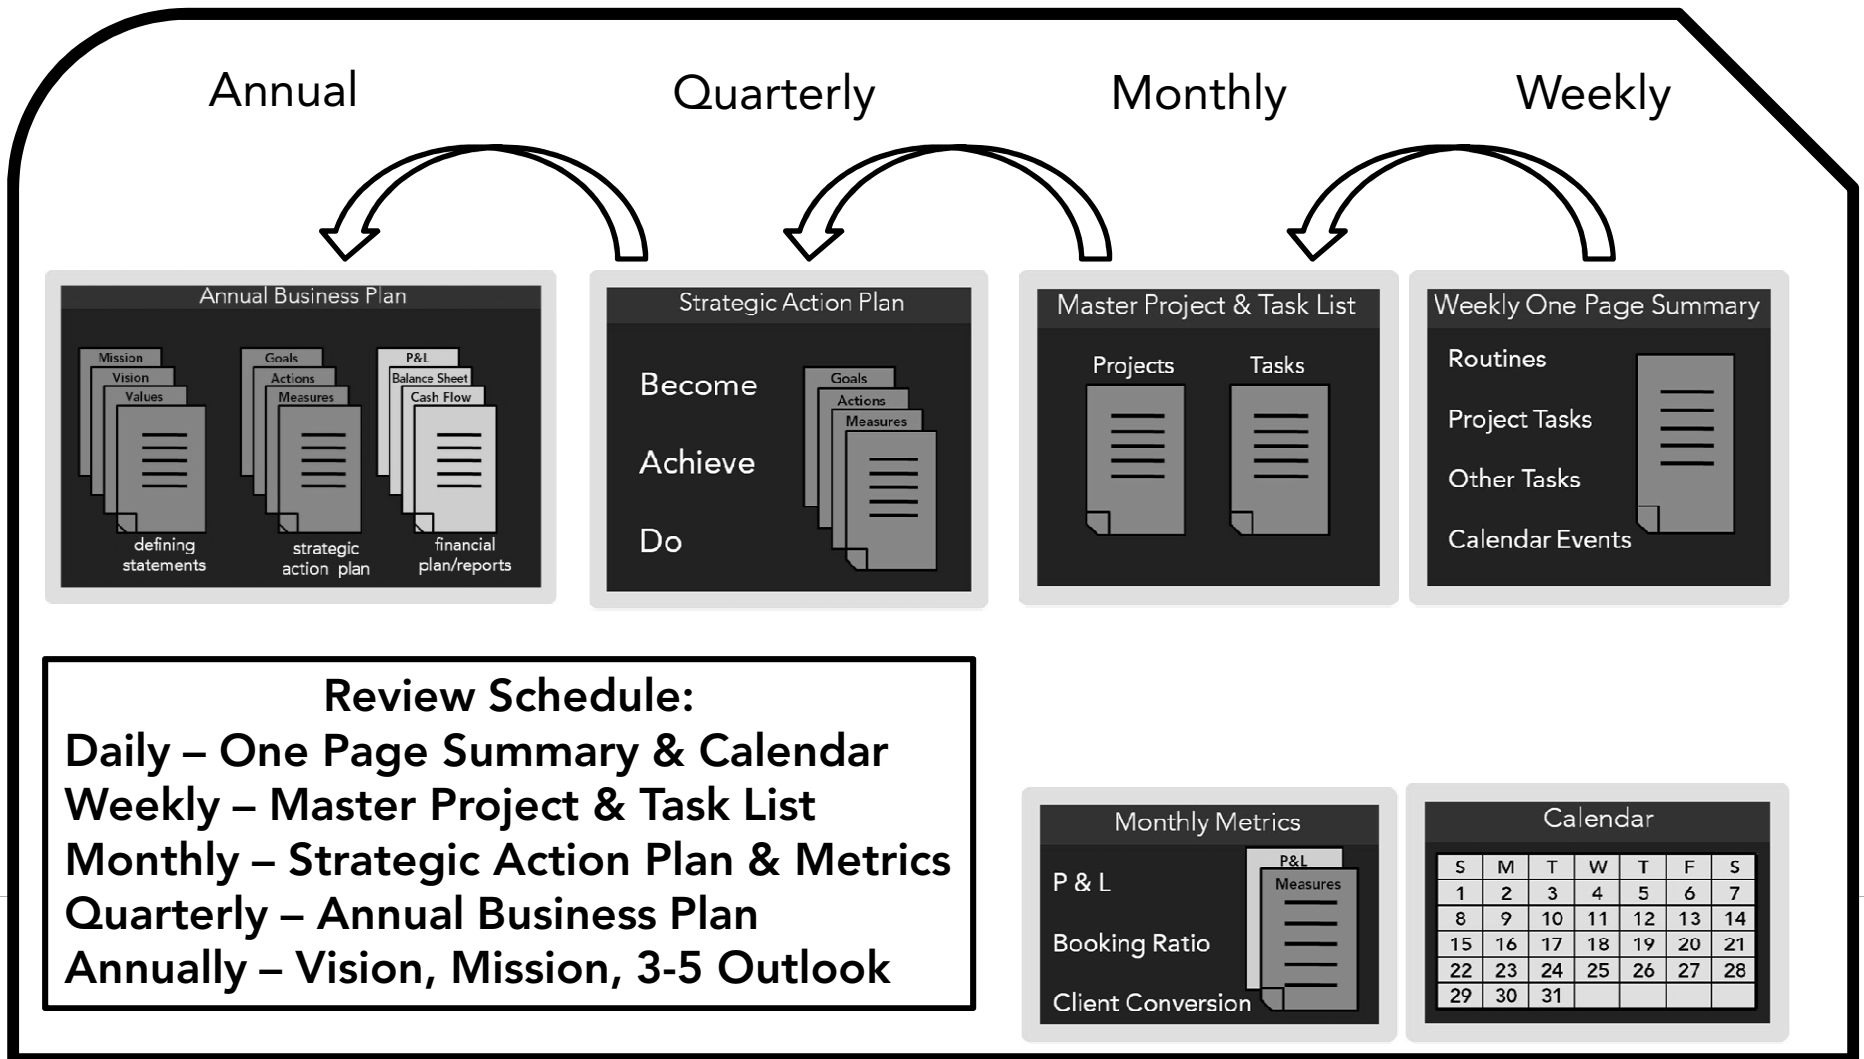 Annual
Quarterly
Monthly
Weekly
Annual Business Plan
Mission
Vision
Values
defining
statements
Goals
Actions
Measures
strategic
action plan
P&L
Balance Sheet
Cash Flow
financial
plan/reports
Strategic Action Plan
Become
Achieve
Do
Goals
Actions
Measures
Master Project & Task List
Projects
Tasks
Weekly One Page Summary
Routines
Project Tasks
Other Tasks
Calendar Events
Review Schedule:
Daily – One Page Summary & Calendar
Weekly – Master Project & Task List
Monthly – Strategic Action Plan & Metrics
Quarterly – Annual Business Plan
Annually – Vision, Mission, 3-5 Outlook
Monthly Metrics
P & L
Booking Ratio
Client Conversion
P&L
Measures
Calendar
S M T W T F S
1 2 3 4 5 6 7
8 9 10 11 12 13 14
15 16 17 18 19 20 21
22 23 24 25 26 27 28
29 30 31